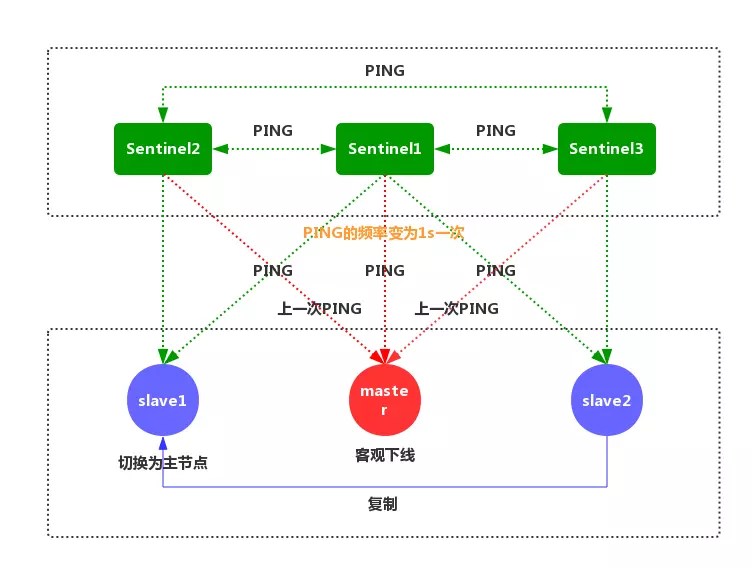 PING
PING
PING
Sentinel2
Sentinel1
Sentinel3
PING的频率变为1s一次
PING
PING
PING
上一次PING
上一次PING
slave1
maste
r
slave2
切换为主节点
客观下线
复制